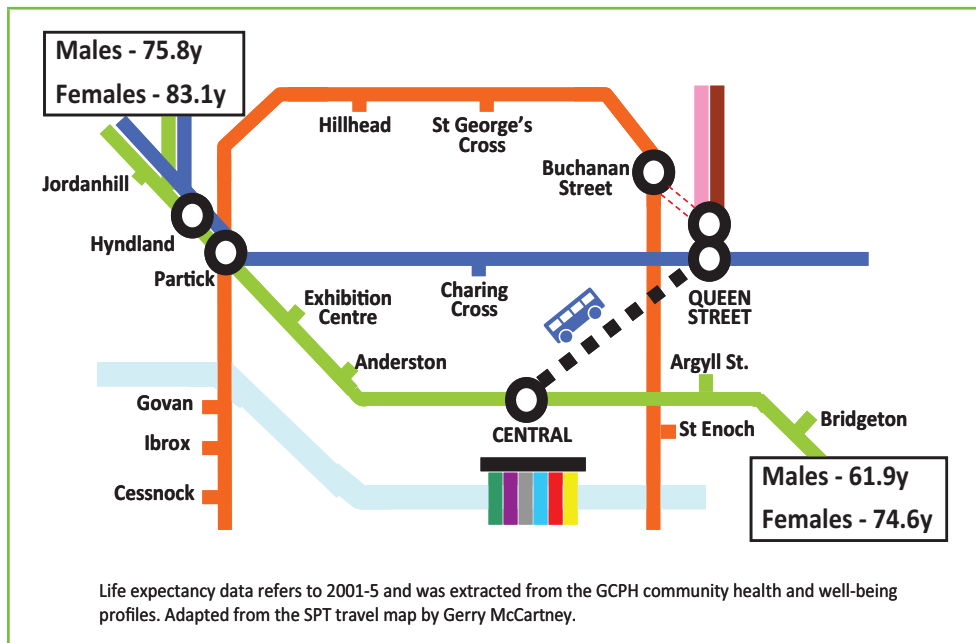 Males - 75.8y
Females - 83.1y
Hillhead
St George's
Cross
Buchanan
Street
Jordanhill
Hyndland
Partick
Exhibition
Centre
Charing
Cross
QUEEN
STREET
Anderston
Argyll St.
Govan
Ibrox
Cessnock
CENTRAL
St Enoch
Bridgeton
Males - 61.9y
Females - 74.6y
Life expectancy data refers to 2001-5 and was extracted from the GCPH community health and well-being
profiles. Adapted from the SPT travel map by Gerry McCartney.